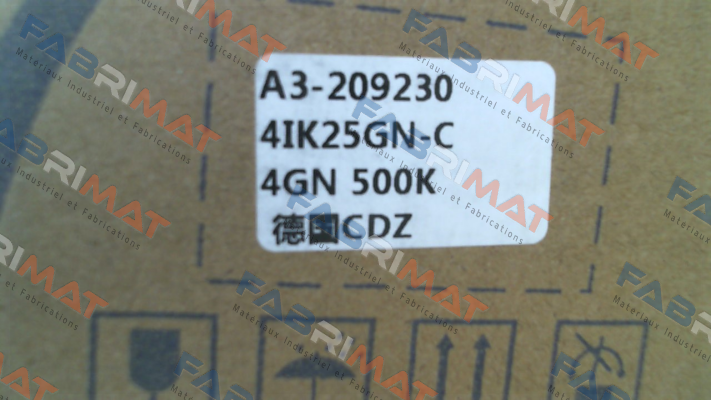 A3-209230
4IK25GN-C
4GN 500K
德国CDZ
FABRIMAT
Materiaux Industriel et Fabrications